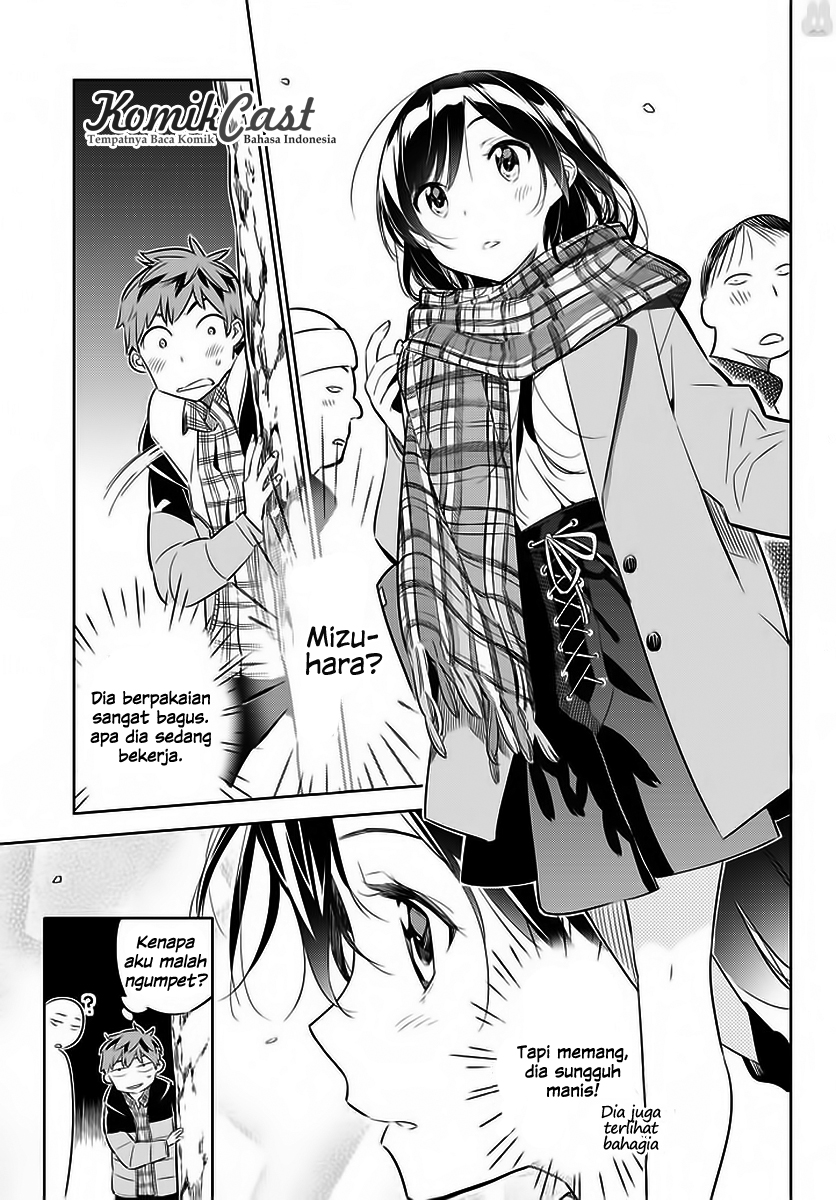 KomikCast
Tempatnya Baca Komik Bahasa Indonesia
Mizu-
hara?
Dia berpakaian
sangat bagus.
apa dia sedang
bekerja.
Kenapa
aku malah
ngumpet?
?
Tapi memang,
dia sungguh
manis!
Dia juga
terlihat
bahagia